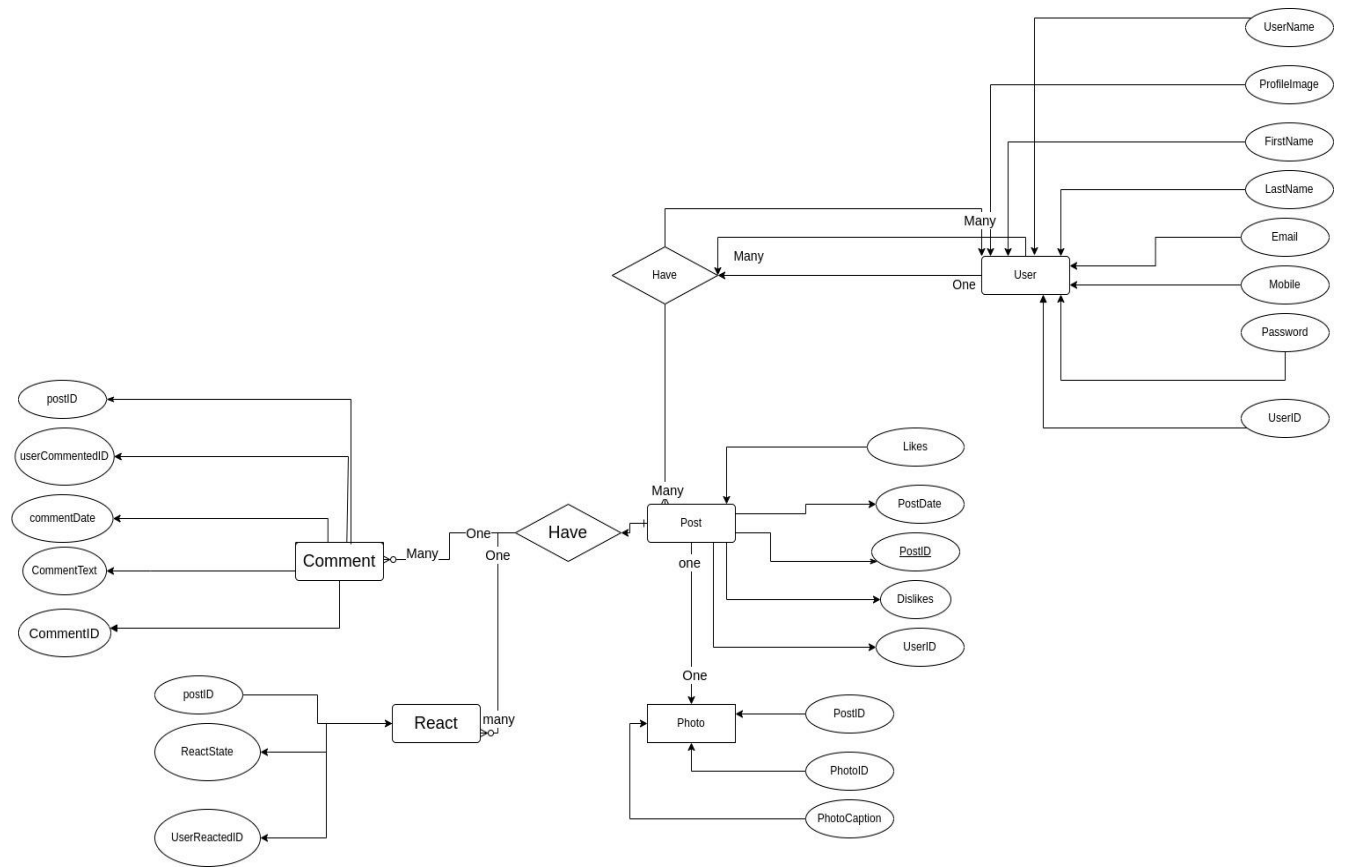 UserName
ProfileImage
FirstName
LastName
Many
Email
Many
Have
User
One
Mobile
Password
postID
UserID
Likes
userCommentedID
Many
PostDate
commentDate
Post
One
Have
Many
One
PostID
Comment
one
CommentText
Dislikes
CommentID
UserID
One
postID
PostID
React
many
Photo
ReactState
PhotoID
PhotoCaption
UserReactedID